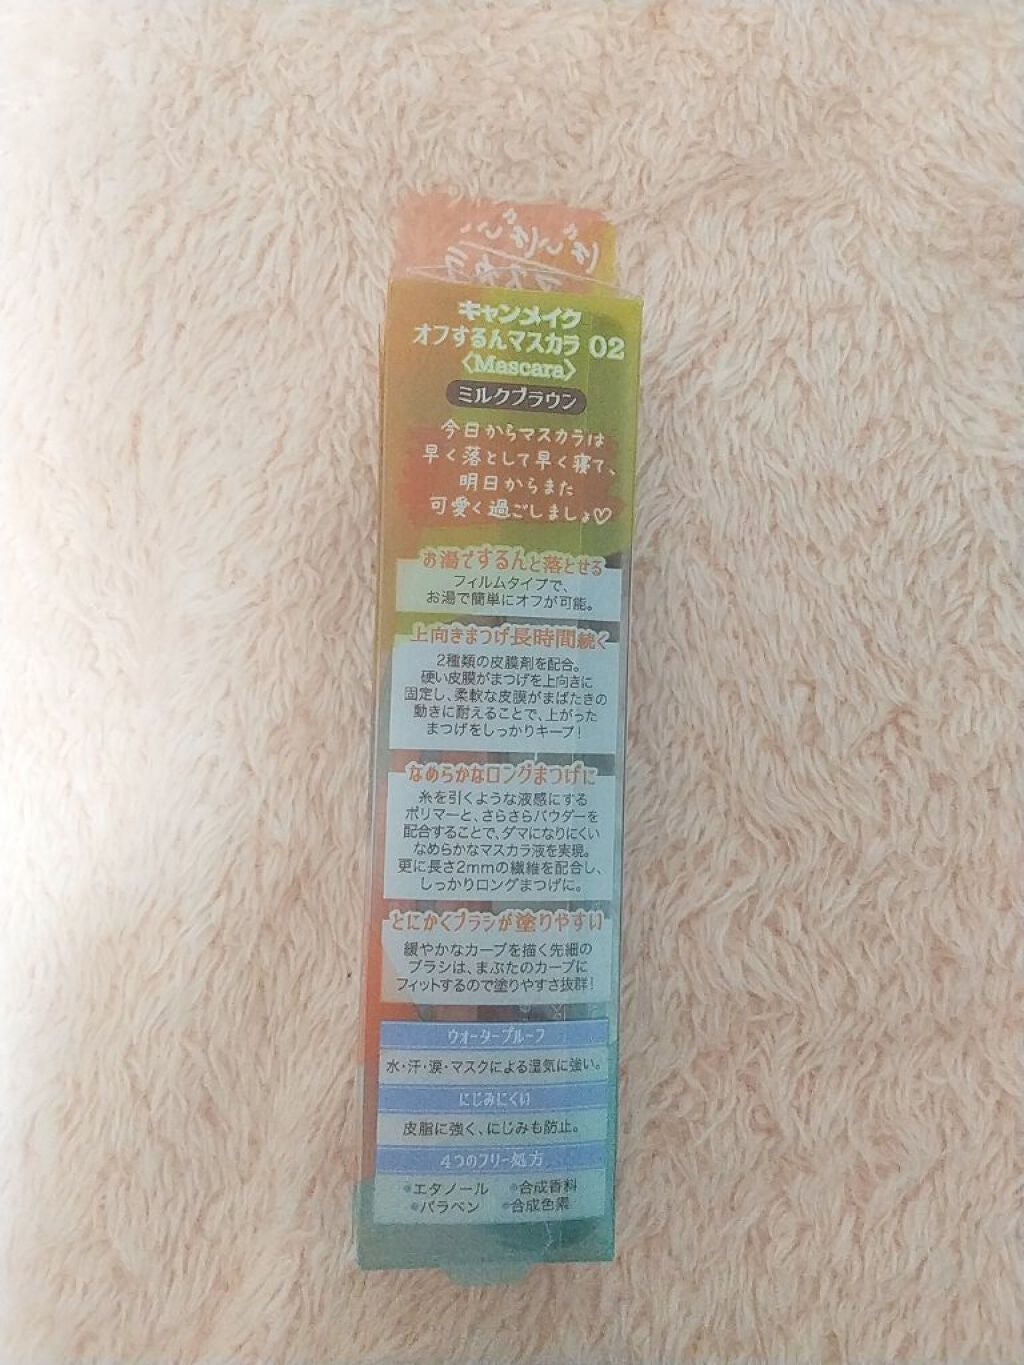 キャンメイク
オフするんマスカラ 02
〈Mascara〉
ミルクブラウン
今日からマスカラは
早く落として早く寝て、
明日からまた
可愛く過ごしましょ♡
お湯でするんと落とせる
フィルムタイプで、
お湯で簡単にオフが可能。
上向きまつげ長時間続く
2種類の皮膜剤を配合。
硬い皮膜がまつげを上向きに
固定し、柔軟な皮膜がまばたきの
動きに耐えることで、上がった
まつげをしっかりキープ!
なめらかなロングまつげに
糸を引くような液感にする
ポリマーと、さらさらパウダーを
配合することで、ダマになりにくい
なめらかなマスカラ液を実現。
更に長さ2mmの繊維を配合し、
しっかりロングまつげに。
とにかくブラシが塗りやすい
緩やかなカーブを描く先細の
ブラシは、まぶたのカーブに
フィットするので塗りやすさ抜群!
ウォータープルーフ
水・汗・涙・マスクによる湿気に強い。
にじみにくい
皮脂に強く、にじみも防止。
4つのフリー処方
●エタノール ●合成香料
●パラベン ●合成色素